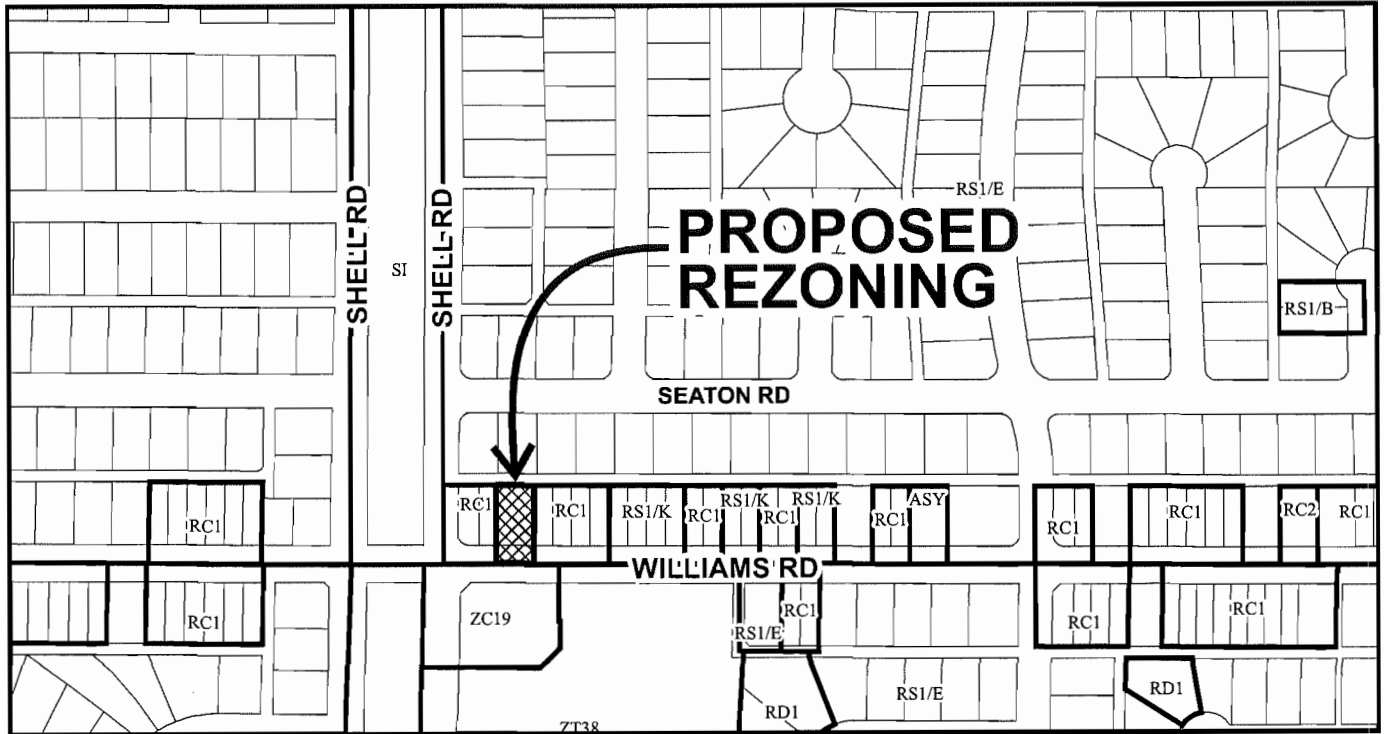 RS1/E
PROPOSED
REZONING
SHELL RD
SI
SHELL RD
RS1/B
SEATON RD
RC1
RC1
RC1
RS1/K
RC1
RS1/K
RC1
RS1/K
RC1
ASY
RC1
RC1
RC2
RC1
WILLIAMS RD
RC1
ZC19
RS1/E
RC1
RC1
RC1
RS1/E
RD1
RD1
ZT38